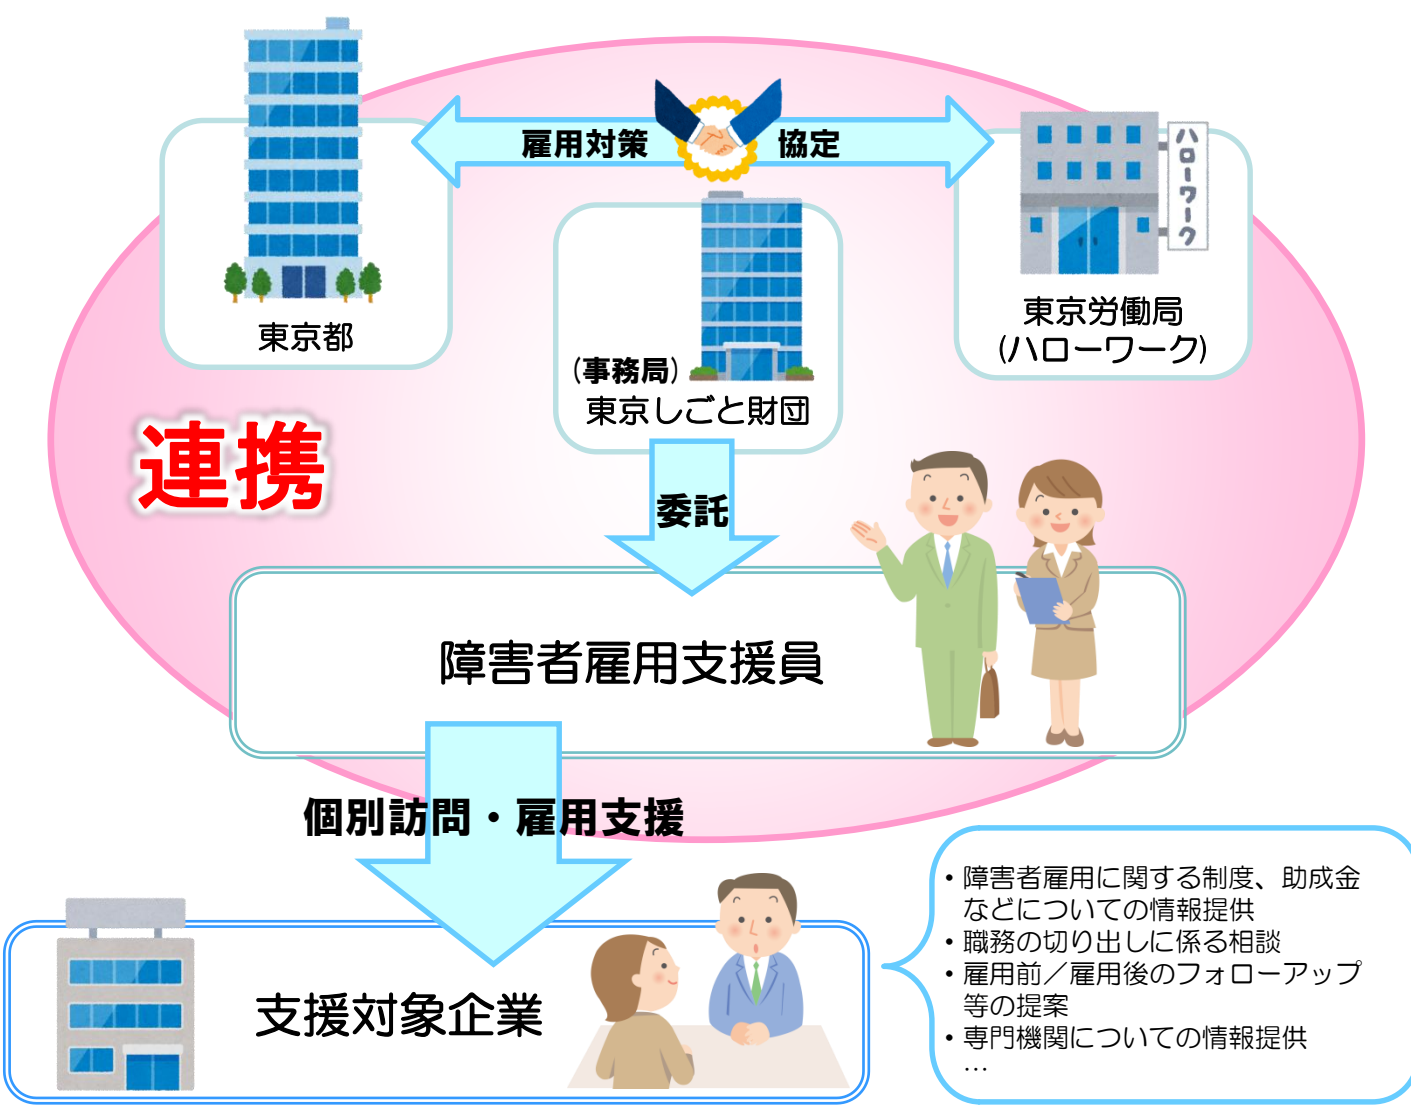 雇用対策 協定
ハローワーク
東京都
東京労働局
(ハローワーク)
(事務局)
東京しごと財団
連携
委託
障害者雇用支援員
個別訪問・雇用支援
支援対象企業
・障害者雇用に関する制度、助成金
などについての情報提供
・職務の切り出しに係る相談
・雇用前／雇用後のフォローアップ
等の提案
・専門機関についての情報提供
…